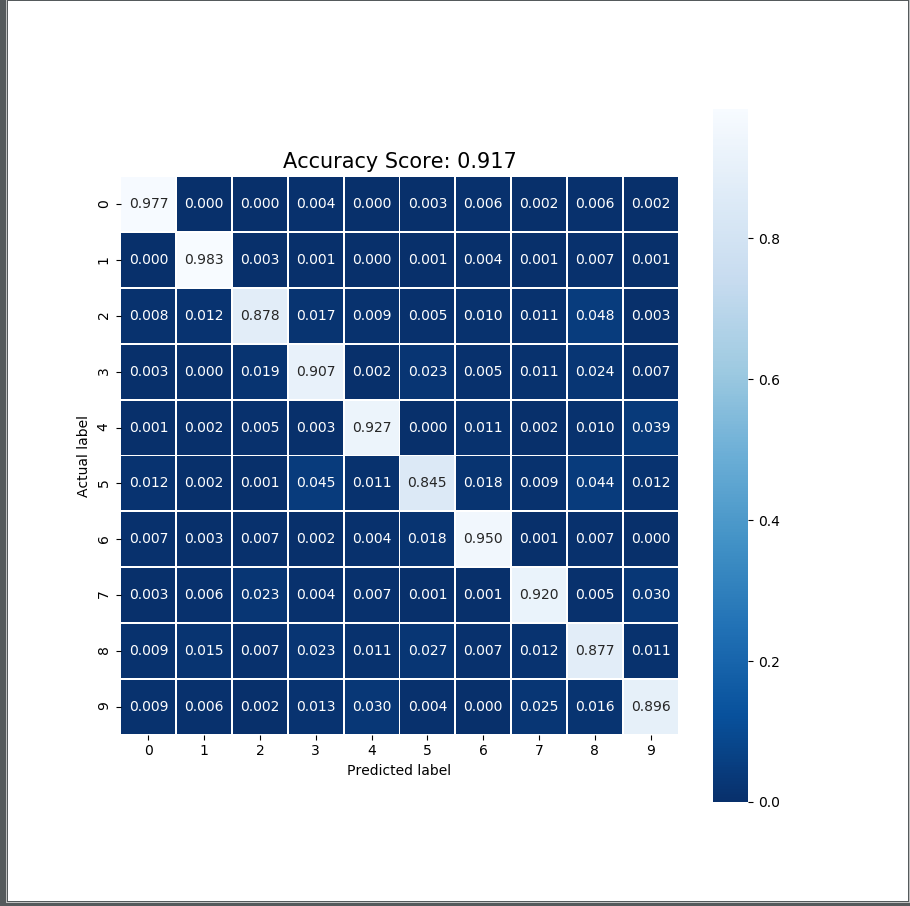 Accuracy Score: 0.917
0 0.977 0.000 0.000 0.004 0.000 0.003 0.006 0.002 0.006 0.002
1 0.000 0.983 0.003 0.001 0.000 0.001 0.004 0.001 0.007 0.001
2 0.008 0.012 0.878 0.017 0.009 0.005 0.010 0.011 0.048 0.003
3 0.003 0.000 0.019 0.907 0.002 0.023 0.005 0.011 0.024 0.007
4 0.001 0.002 0.005 0.003 0.927 0.000 0.011 0.002 0.010 0.039
5 0.012 0.002 0.001 0.045 0.011 0.845 0.018 0.009 0.044 0.012
6 0.007 0.003 0.007 0.002 0.004 0.018 0.950 0.001 0.007 0.000
7 0.003 0.006 0.023 0.004 0.007 0.001 0.001 0.920 0.005 0.030
8 0.009 0.015 0.007 0.023 0.011 0.027 0.007 0.012 0.877 0.011
9 0.009 0.006 0.002 0.013 0.030 0.004 0.000 0.025 0.016 0.896
0 1 2 3 4 5 6 7 8 9
Predicted label
Actual label
0.8
0.6
0.4
0.2
0.0